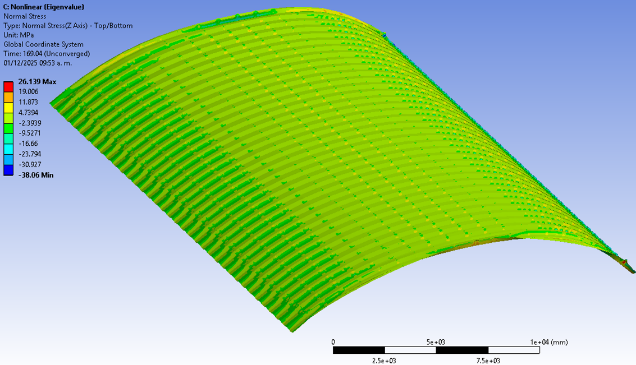 C: Nonlinear (Eigenvalue)
Normal Stress
Type: Normal Stress(Z Axis) - Top/Bottom
Unit: MPa
Global Coordinate System
Time: 169.04 (Unconverged)
01/12/2025 09:53 a. m.
26.139 Max
19.006
11.873
4.7394
-2.3939
-9.5271
-16.66
-23.794
-30.927
-38.06 Min
0 5e+03 1e+04 (mm)
2.5e+03 7.5e+03